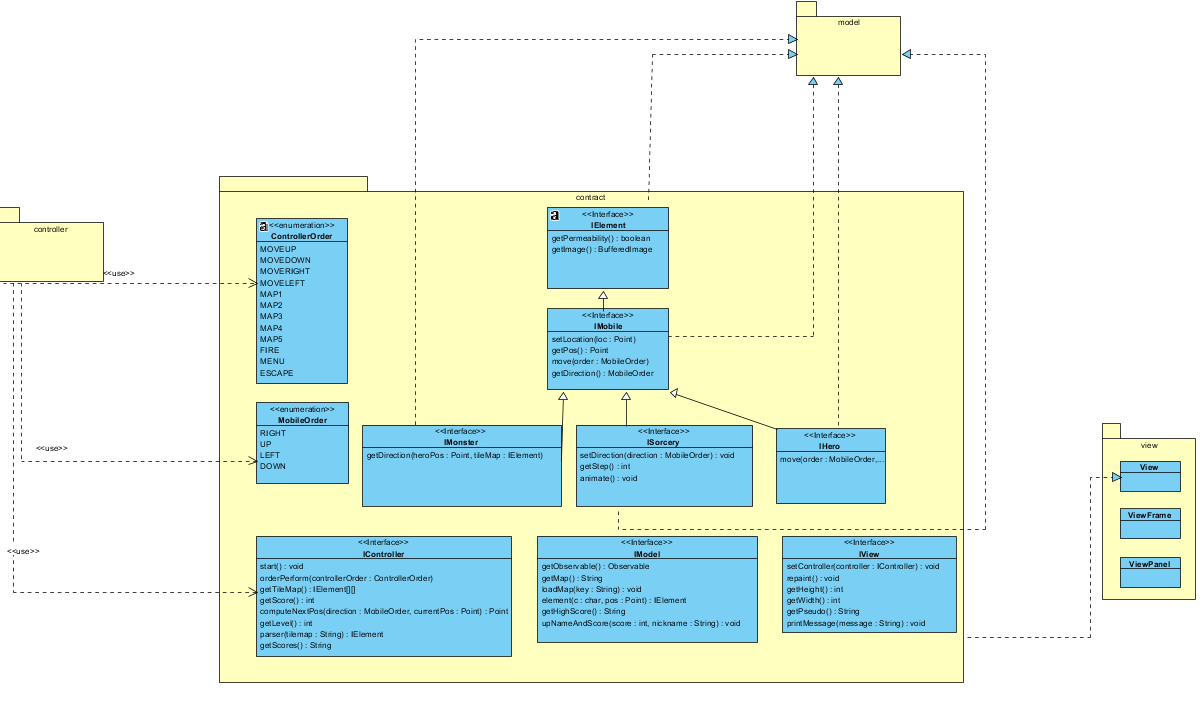 model
controller
<<use>>
<<use>>
<<use>>
contract
a
<<enumeration>>
ControllerOrder
MOVEUP
MOVEDOWN
MOVERIGHT
MOVELEFT
MAP1
MAP2
MAP3
MAP4
MAP5
FIRE
MENU
ESCAPE
<<enumeration>>
MobileOrder
RIGHT
UP
LEFT
DOWN
a
<<Interface>>
IElement
getPermeability() : boolean
getImage() : BufferedImage
<<Interface>>
IMobile
setLocation(loc : Point)
getPos() : Point
move(order : MobileOrder)
getDirection() : MobileOrder
<<Interface>>
IMonster
getDirection(heroPos : Point, tileMap : IElement)
<<Interface>>
ISorcery
setDirection(direction : MobileOrder) : void
getStep() : int
animate() : void
<<Interface>>
IHero
move(order : MobileOrder,...
<<Interface>>
IController
start() : void
orderPerform(controllerOrder : ControllerOrder)
getTileMap() : IElement[][]
getScore() : int
computeNextPos(direction : MobileOrder, currentPos : Point) : Point
getLevel() : int
parser(tilemap : String) : IElement
getScores() : String
<<Interface>>
IModel
getObservable() : Observable
getMap() : String
loadMap(key : String) : void
element(c : char, pos : Point) : IElement
getHighScore() : String
upNameAndScore(score : int, nickname : String) : void
<<Interface>>
IView
setController(controller : IController) : void
repaint() : void
getHeight() : int
getWidth() : int
getPseudo() : String
printMessage(message : String) : void
view
View
ViewFrame
ViewPanel